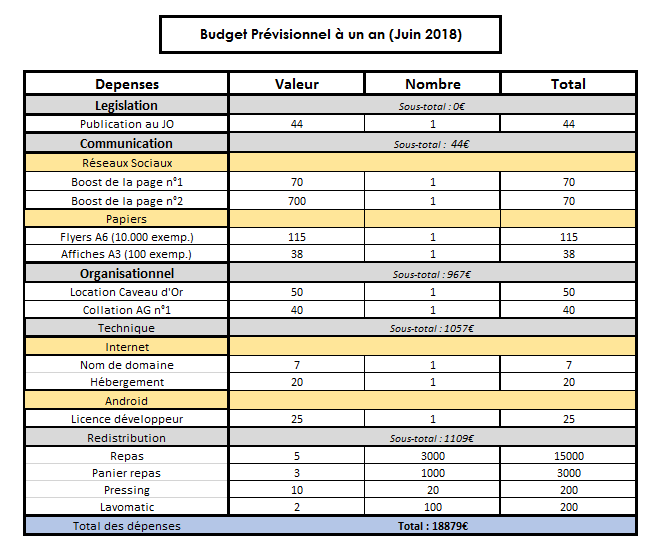 Budget Prévisionnel à un an (Juin 2018)
Depenses Valeur Nombre Total
Legislation Sous-total : 0€
Publication au JO 44 1 44
Communication Sous-total : 44€
Réseaux Sociaux
Boost de la page n°1 70 1 70
Boost de la page n°2 700 1 70
Papiers
Flyers A6 (10.000 exemp.) 115 1 115
Affiches A3 (100 exemp.) 38 1 38
Organisationnel Sous-total : 967€
Location Caveau d'Or 50 1 50
Collation AG n°1 40 1 40
Technique Sous-total : 1057€
Internet
Nom de domaine 7 1 7
Hébergement 20 1 20
Android
Licence développeur 25 1 25
Redistribution Sous-total : 1109€
Repas 5 3000 15000
Panier repas 3 1000 3000
Pressing 10 20 200
Lavomatic 2 100 200
Total des dépenses Total : 18879€